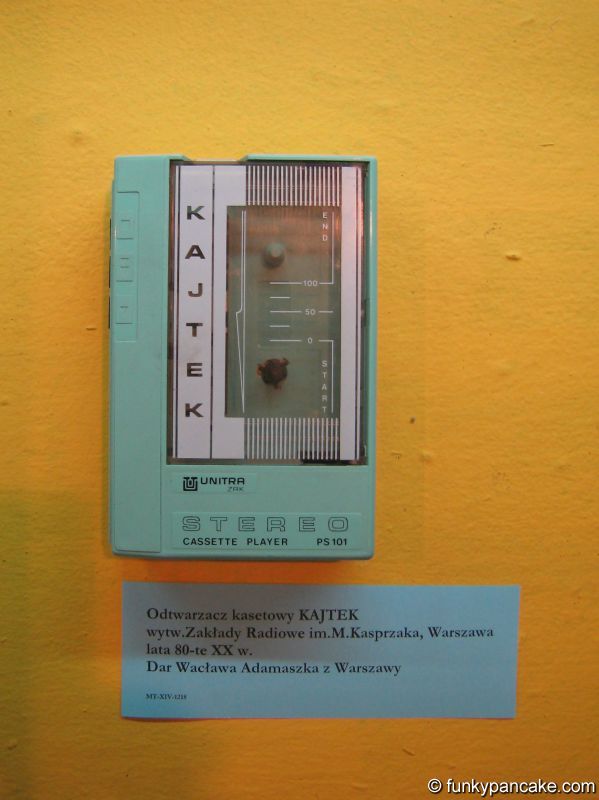 KAJTEK
END
100
50
0
START
UNITRA
ZRK
STEREO
CASSETTE PLAYER PS 101
Odtwarzacz kasetowy KAJTEK
wytw.Zakłady Radiowe im.M.Kasprzaka, Warszawa
lata 80-te XX w.
Dar Wacława Adamaszka z Warszawy
MT-XIV-1218
© funkypancake.com